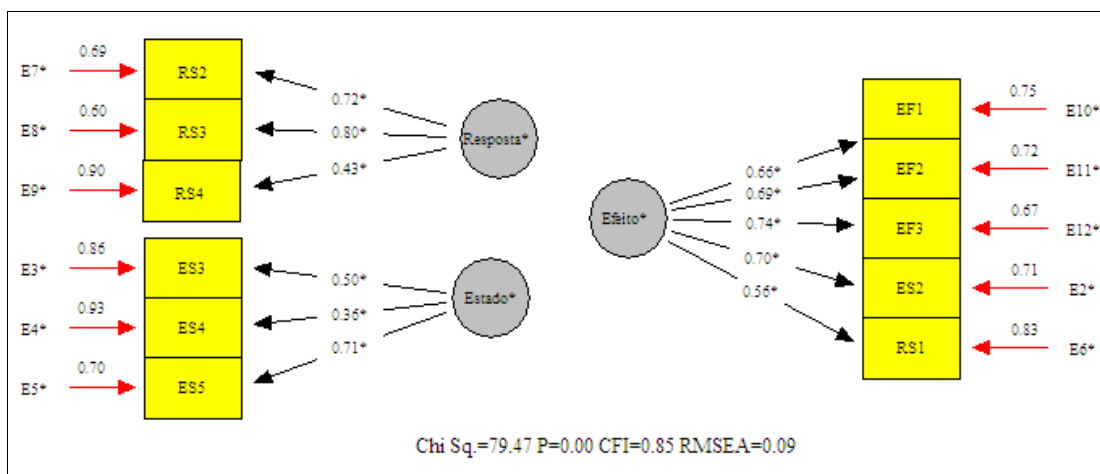 0.69
E7*
RS2
0.72*
0.60
E8*
RS3
0.80*
Resposta*
0.90
E9*
RS4
0.43*
0.86
E3*
ES3
0.50*
0.93
E4*
ES4
0.36*
Estado*
0.70
E5*
ES5
0.71*
EF1
0.75
E10*
0.66*
EF2
0.72
E11*
0.69*
Efeito*
0.74*
EF3
0.67
E12*
0.70*
ES2
0.71
E2*
0.56*
RS1
0.83
E6*
Chi Sq.=79.47 P=0.00 CFI=0.85 RMSEA=0.09